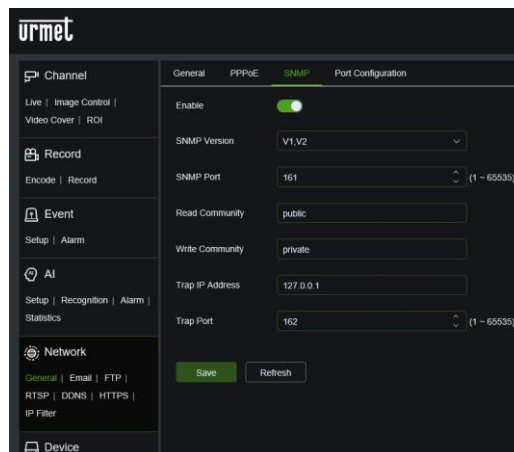 urmet
Channel
Live | Image Control |
Video Cover | ROI
Record
Encode | Record
Event
Setup | Alarm
AI
Setup | Recognition | Alarm |
Statistics
Network
General | Email | FTP |
RTSP | DDNS | HTTPS |
IP Filter
Device
General PPPoE SNMP Port Configuration
Enable
SNMP Version V1,V2
SNMP Port 161 (1 ~ 65535)
Read Community public
Write Community private
Trap IP Address 127.0.0.1
Trap Port 162 (1 ~ 65535)
Save Refresh